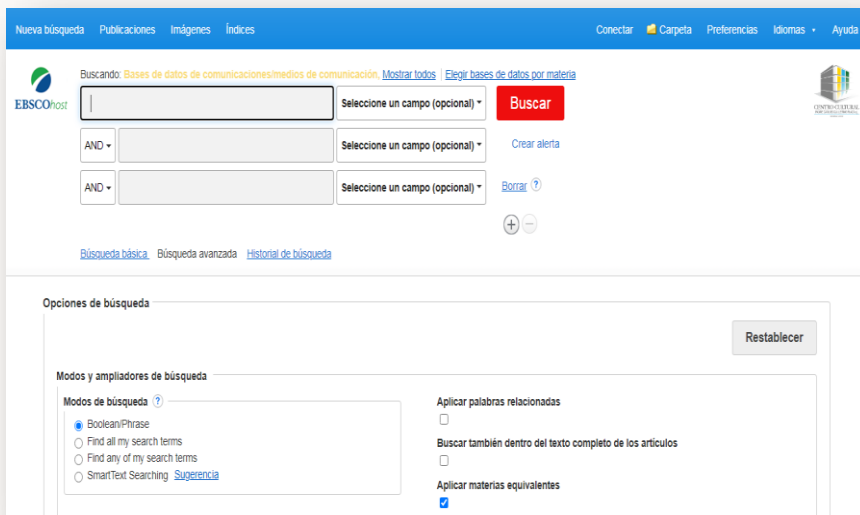 Nueva búsqueda Publicaciones Imágenes Índices Conectar Carpeta Preferencias Idiomas Ayuda
Buscando: Bases de datos de comunicaciones/medios de comunicación, Mostrar todos | Elegir bases de datos por materia
EBSCOhost
Seleccione un campo (opcional) Buscar
CENTRO CULTURAL
AND Seleccione un campo (opcional) Crear alerta
AND Seleccione un campo (opcional) Borrar ?
Búsqueda básica Búsqueda avanzada Historial de búsqueda
Opciones de búsqueda
Restablecer
Modos y ampliadores de búsqueda
Modos de búsqueda ?
Boolean/Phrase
Find all my search terms
Find any of my search terms
SmartText Searching Sugerencia
Aplicar palabras relacionadas
Buscar también dentro del texto completo de los artículos
Aplicar materias equivalentes